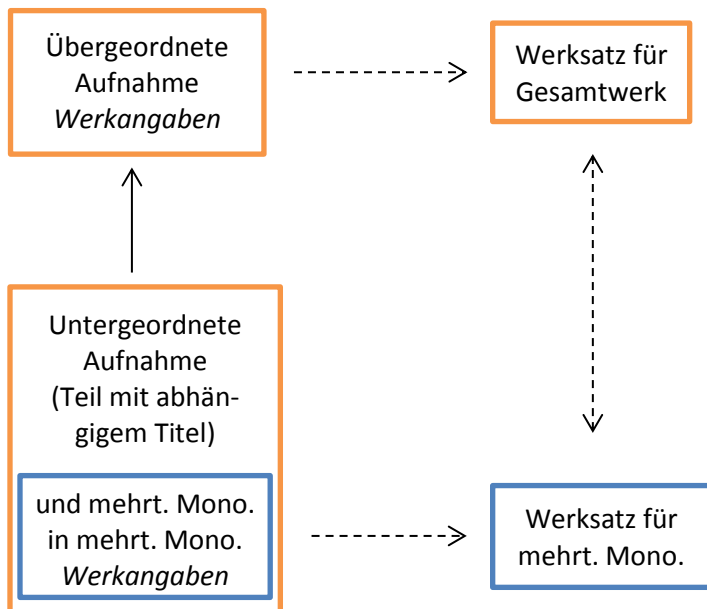 Übergeordnete
Aufnahme
Werkangaben
Werksatz für
Gesamtwerk
Untergeordnete
Aufnahme
(Teil mit abhän-
gigem Titel)
und mehrt. Mono.
in mehrt. Mono.
Werkangaben
Werksatz für
mehrt. Mono.